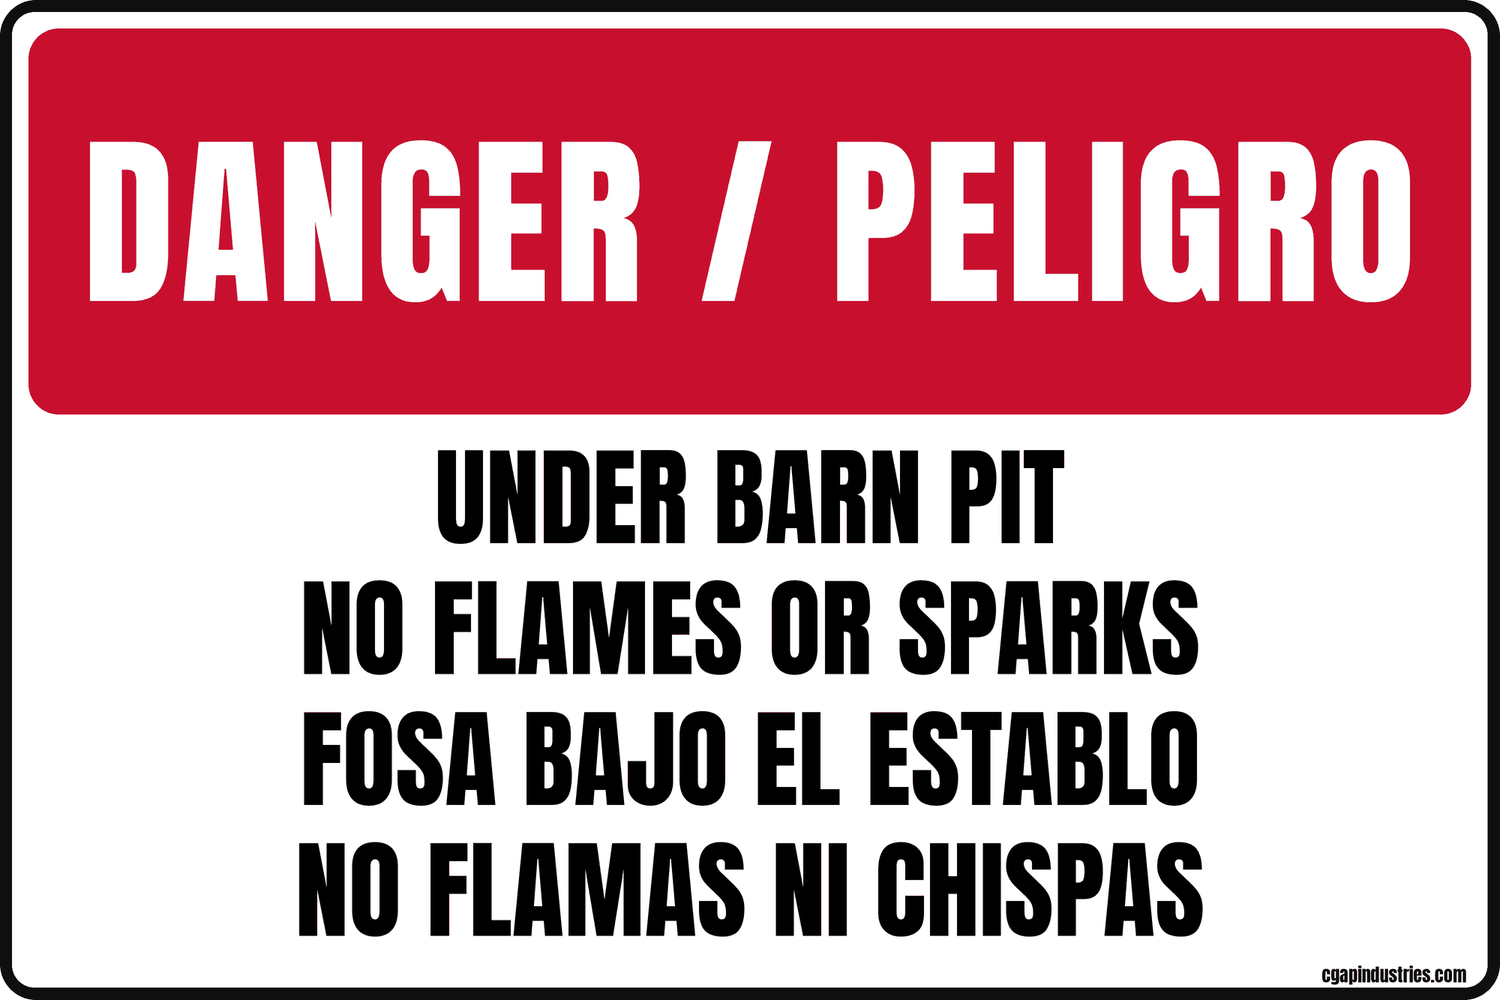 DANGER / PELIGRO
UNDER BARN PIT
NO FLAMES OR SPARKS
FOSA BAJO EL ESTABLO
NO FLAMAS NI CHISPAS
cgapindustries.com